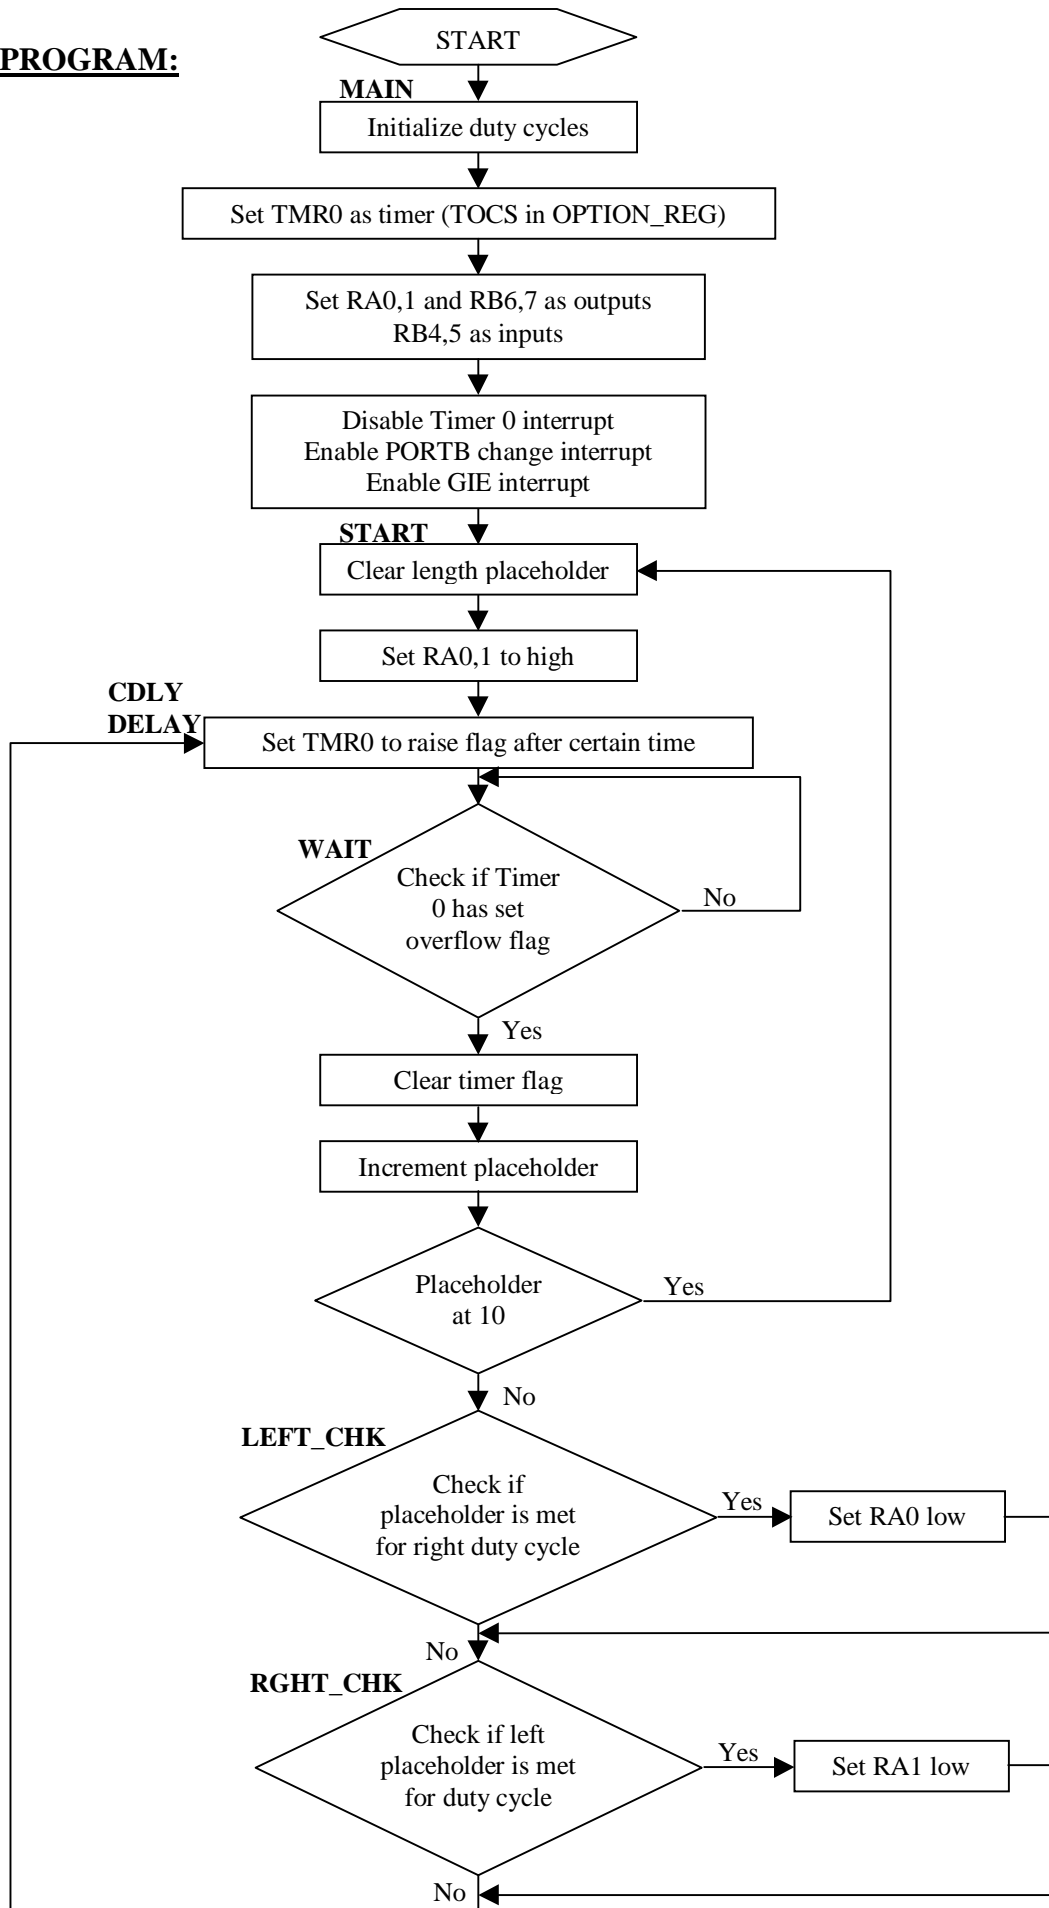 START
PROGRAM:
MAIN
Initialize duty cycles
Set TMR0 as timer (TOCS in OPTION_REG)
Set RA0,1 and RB6,7 as outputs
RB4,5 as inputs
Disable Timer 0 interrupt
Enable PORTB change interrupt
Enable GIE interrupt
START
Clear length placeholder
Set RA0,1 to high
CDLY
DELAY
Set TMR0 to raise flag after certain time
WAIT
Check if Timer
0 has set
overflow flag
No
Yes
Clear timer flag
Increment placeholder
Placeholder
at 10
Yes
No
LEFT_CHK
Check if
placeholder is met
for right duty cycle
Yes
Set RA0 low
No
RGHT_CHK
Check if left
placeholder is met
for duty cycle
Yes
Set RA1 low
No